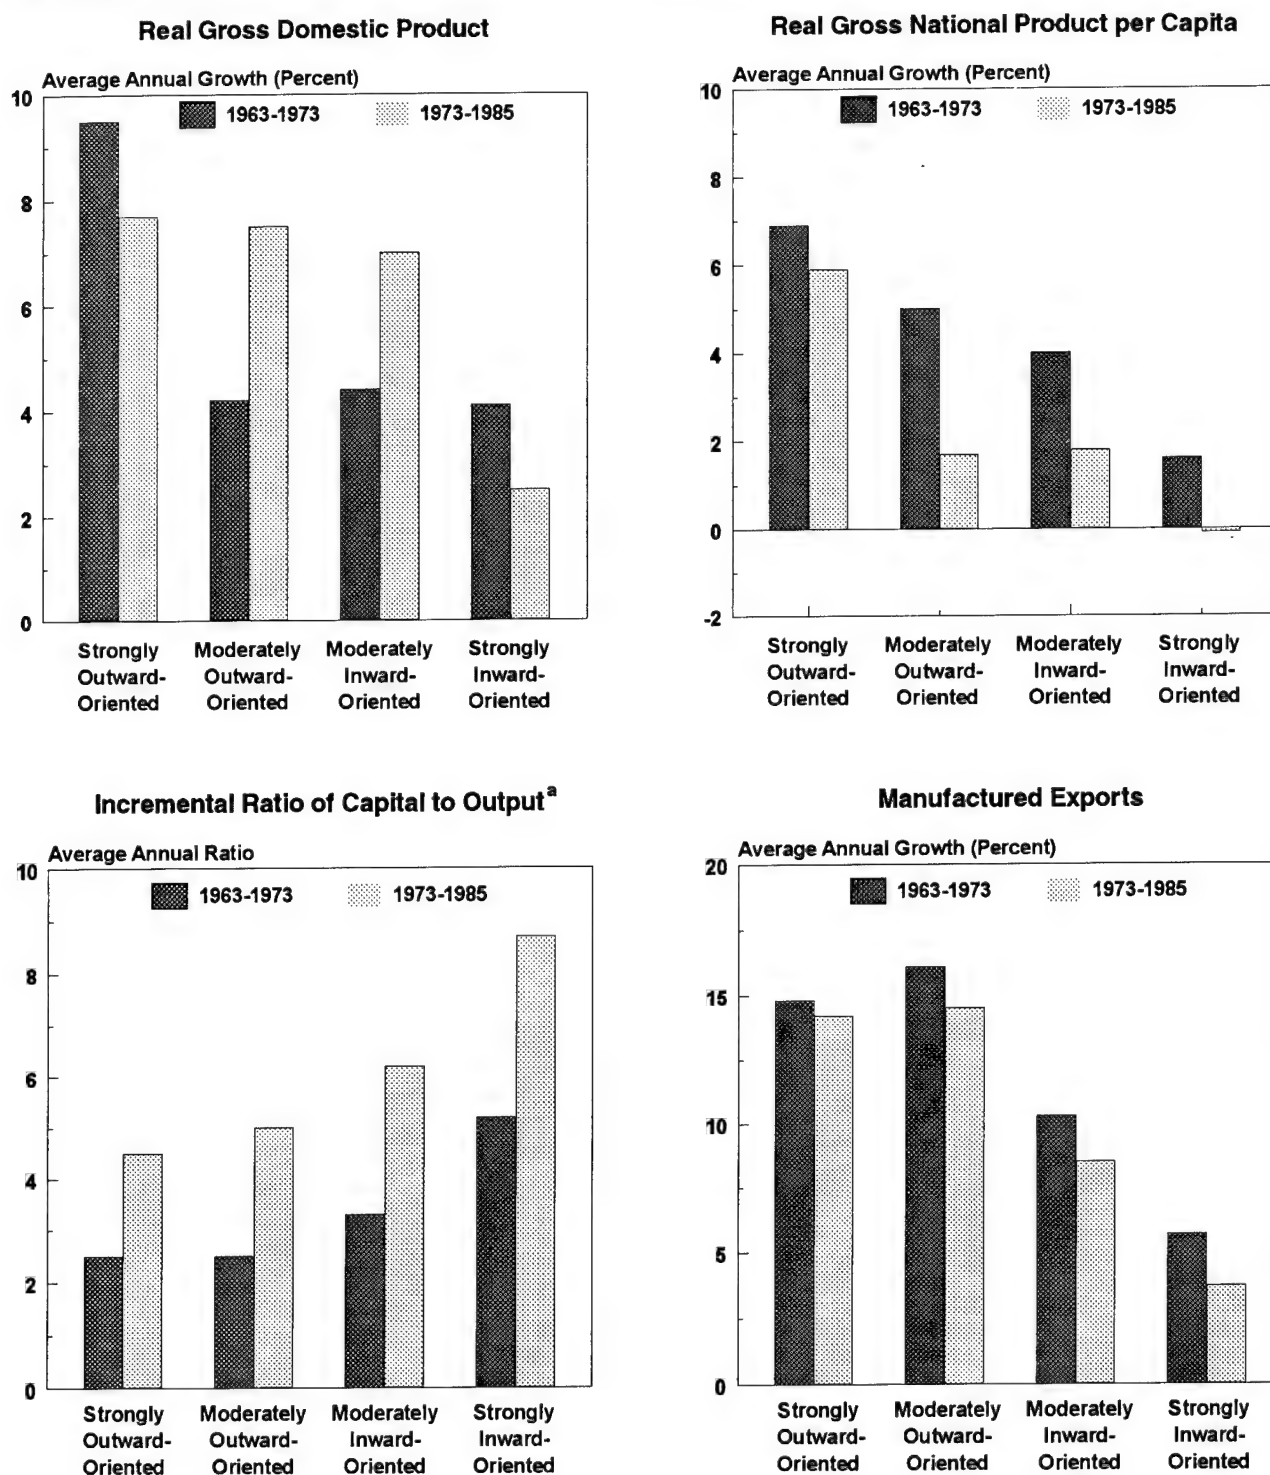 Real Gross Domestic Product
Average Annual Growth (Percent)
1963-1973 1973-1985
10
8
6
4
2
0
Strongly Outward-Oriented
Moderately Outward-Oriented
Moderately Inward-Oriented
Strongly Inward-Oriented
Real Gross National Product per Capita
Average Annual Growth (Percent)
1963-1973 1973-1985
10
8
6
4
2
0
-2
Strongly Outward-Oriented
Moderately Outward-Oriented
Moderately Inward-Oriented
Strongly Inward-Oriented
Incremental Ratio of Capital to Output^a
Average Annual Ratio
1963-1973 1973-1985
10
8
6
4
2
0
Strongly Outward-Oriented
Moderately Outward-Oriented
Moderately Inward-Oriented
Strongly Inward-Oriented
Manufactured Exports
Average Annual Growth (Percent)
1963-1973 1973-1985
20
15
10
5
0
Strongly Outward-Oriented
Moderately Outward-Oriented
Moderately Inward-Oriented
Strongly Inward-Oriented